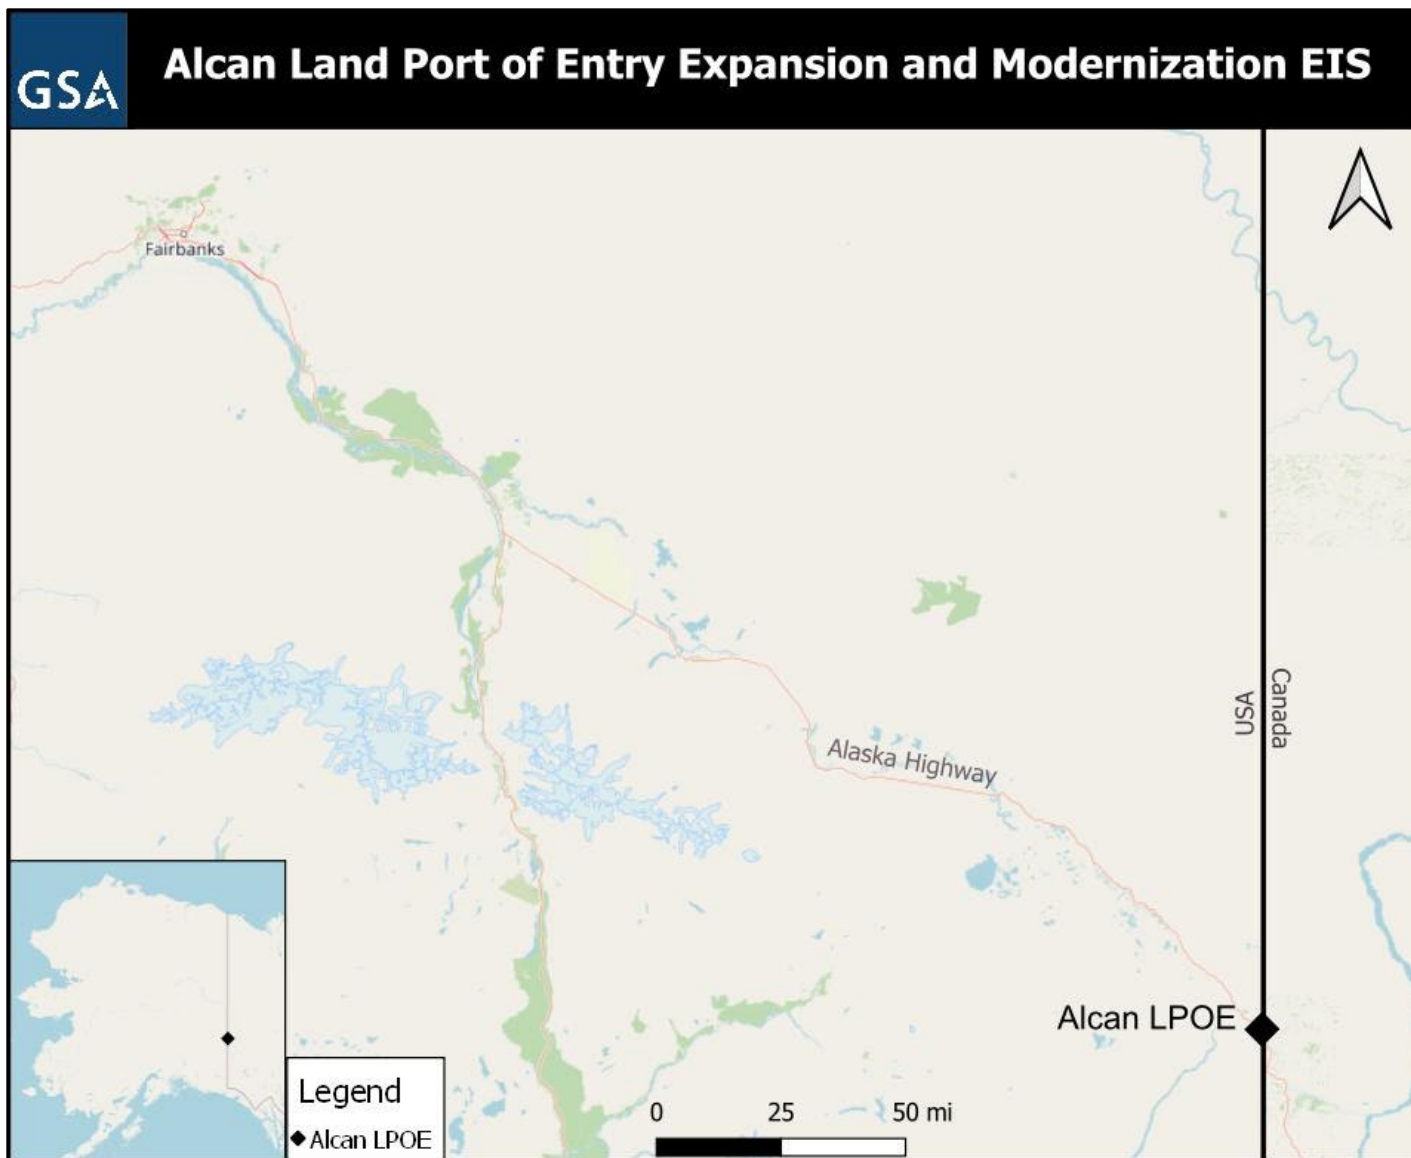 GSA
Alcan Land Port of Entry Expansion and Modernization EIS
Fairbanks
Canada
USA
Alaska Highway
Alcan LPOE
Legend
Alcan LPOE
0 25 50 mi